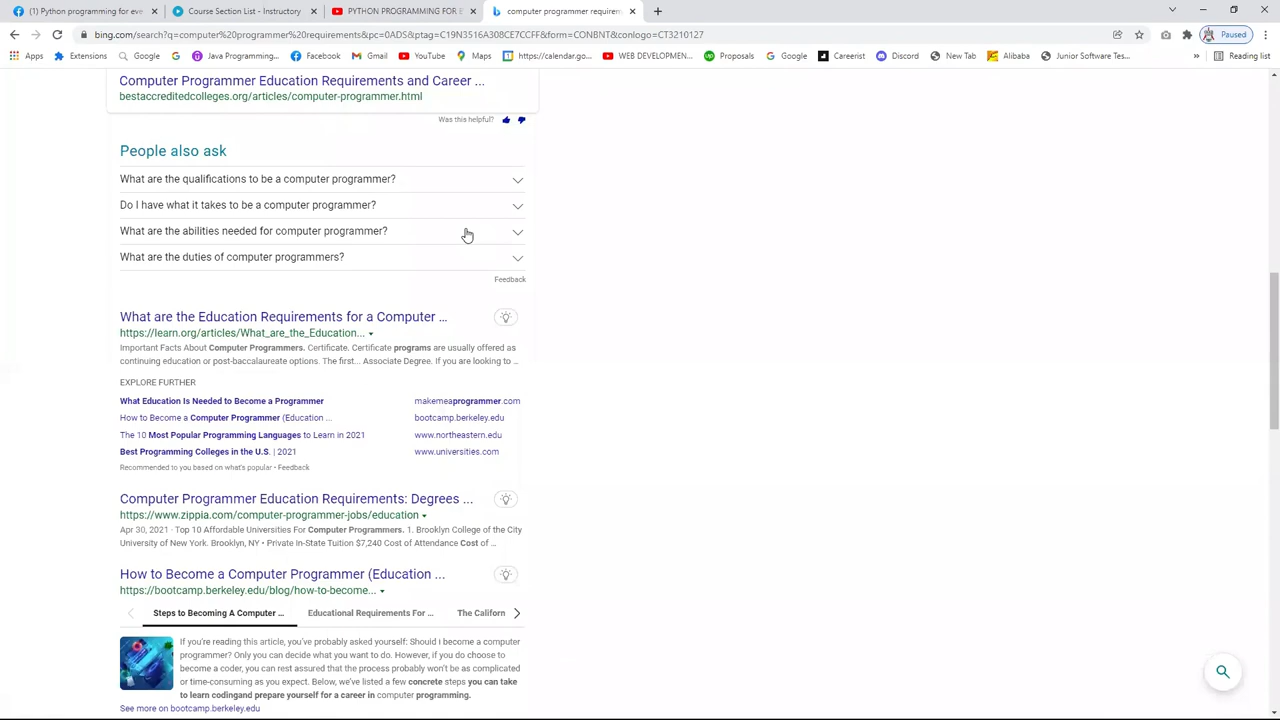 (1) Python programming for eve
Course Section List - Instructory
PYTHON PROGRAMMING FOR E
computer programmer requirem
bing.com/search?q=computer%20programmer%20requirements&pc=0ADS&ptag=C19N3516A308CE7CCFF&form=CONBNT&conlogo=CT3210127
Paused
Apps
Extensions
Google
Java Programming...
Facebook
Gmail
YouTube
Maps
https://calendar.go...
WEB DEVELOPMEN...
Proposals
Google
Careerist
Discord
New Tab
Alibaba
Junior Software Tes...
»
Reading list
Computer Programmer Education Requirements and Career ...
bestaccreditedcolleges.org/articles/computer-programmer.html
Was this helpful?
People also ask
What are the qualifications to be a computer programmer?
Do I have what it takes to be a computer programmer?
What are the abilities needed for computer programmer?
What are the duties of computer programmers?
Feedback
What are the Education Requirements for a Computer ...
https://learn.org/articles/What_are_the_Education...
Important Facts About Computer Programmers. Certificate. Certificate programs are usually offered as
continuing education or post-baccalaureate options. The first... Associate Degree. If you are looking to ...
EXPLORE FURTHER
What Education Is Needed to Become a Programmer makemeaprogrammer.com
How to Become a Computer Programmer (Education ... bootcamp.berkeley.edu
The 10 Most Popular Programming Languages to Learn in 2021 www.northeastern.edu
Best Programming Colleges in the U.S. | 2021 www.universities.com
Recommended to you based on what's popular • Feedback
Computer Programmer Education Requirements: Degrees ...
https://www.zippia.com/computer-programmer-jobs/education
Apr 30, 2021 · Top 10 Affordable Universities For Computer Programmers. 1. Brooklyn College of the City
University of New York. Brooklyn, NY • Private In-State Tuition $7,240 Cost of Attendance Cost of ...
How to Become a Computer Programmer (Education ...
https://bootcamp.berkeley.edu/blog/how-to-become...
Steps to Becoming A Computer ... Educational Requirements For ... The Californ
If you're reading this article, you've probably asked yourself: Should i become a computer
programmer? Only you can decide what you want to do. However, if you do choose to
become a coder, you can rest assured that the process probably won't be as complicated
or time-consuming as you expect. Below, we've listed a few concrete steps you can take
to learn codingand prepare yourself for a career in computer programming.
See more on bootcamp.berkeley.edu